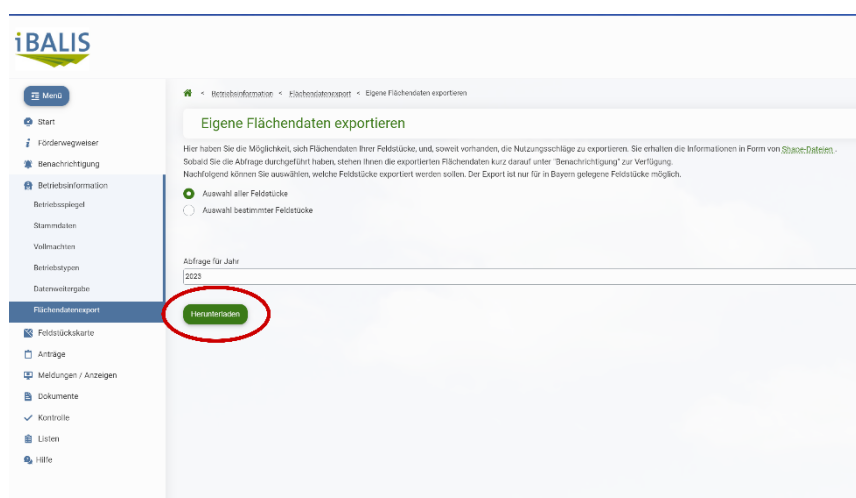 iBALIS
Menü
Start
Förderwegweiser
Benachrichtigung
Betriebsinformation
Betriebsspiegel
Stammdaten
Vollmachten
Betriebstypen
Datenweitergabe
Flächendatenexport
Feldstückskarte
Anträge
Meldungen / Anzeigen
Dokumente
Kontrolle
Listen
Hilfe
< Betriebsinformation < Flächendatenexport < Eigene Flächendaten exportieren
Eigene Flächendaten exportieren
Hier haben Sie die Möglichkeit, sich Flächendaten Ihrer Feldstücke, und, soweit vorhanden, die Nutzungsschläge zu exportieren. Sie erhalten die Informationen in Form von Shape-Dateien .
Sobald Sie die Abfrage durchgeführt haben, stehen Ihnen die exportierten Flächendaten kurz darauf unter "Benachrichtigung" zur Verfügung.
Nachfolgend können Sie auswählen, welche Feldstücke exportiert werden sollen. Der Export ist nur für in Bayern gelegene Feldstücke möglich.
Auswahl aller Feldstücke
Auswahl bestimmter Feldstücke
Abfrage für Jahr
2023
Herunterladen